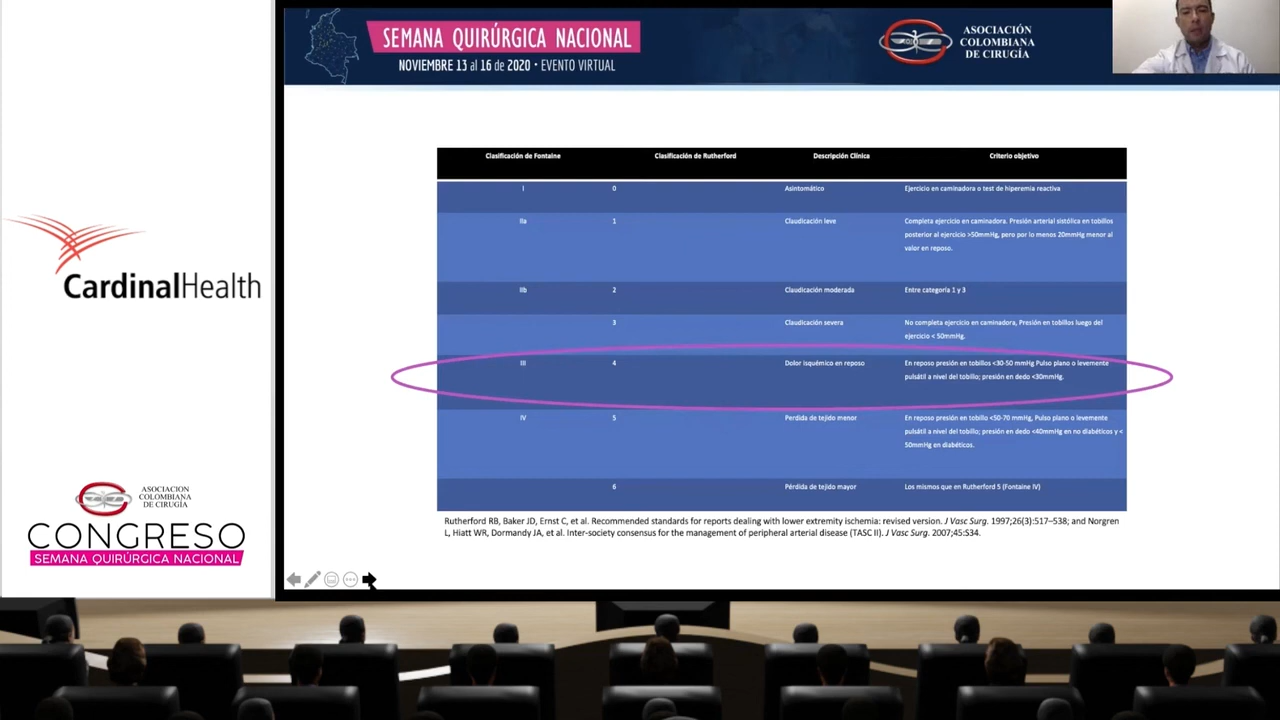 SEMANA QUIRÚRGICA NACIONAL
NOVIEMBRE 13 al 16 de 2020 • EVENTO VIRTUAL
ASOCIACIÓN
COLOMBIANA
DE CIRUGÍA
CardinalHealth
ASOCIACION
COLOMBIANA
DE CIRUGÍA
CONGRESO
SEMANA QUIRÚRGICA NACIONAL
Clasificación de Fontaine Clasificación de Rutherford Descripción Clínica Criterio objetivo
I 0 Asintomático Ejercicio en caminadora o test de hiperemia reactiva
IIa 1 Claudicación leve Completa ejercicio en caminadora. Presión arterial sistólica en tobillos
posterior al ejercicio >50mmHg, pero por lo menos 20mmHg menor al
valor en reposo.
IIb 2 Claudicación moderada Entre categoría 1 y 3
3 Claudicación severa No completa ejercicio en caminadora, Presión en tobillos luego del
ejercicio < 50mmHg.
III 4 Dolor isquémico en reposo En reposo presión en tobillos <30-50 mmHg Pulso plano o levemente
pulsátil a nivel del tobillo; presión en dedo <30mmHg.
IV 5 Perdida de tejido menor En reposo presión en tobillo <50-70 mmHg, Pulso plano o levemente
pulsátil a nivel del tobillo; presión en dedo <40mmHg en no diabéticos y <
50mmHg en diabéticos.
6 Pérdida de tejido mayor Los mismos que en Rutherford 5 (Fontaine IV)
Rutherford RB, Baker JD, Ernst C, et al. Recommended standards for reports dealing with lower extremity ischemia: revised version. J Vasc Surg. 1997;26(3):517–538; and Norgren
L, Hiatt WR, Dormandy JA, et al. Inter-society consensus for the management of peripheral arterial disease (TASC II). J Vasc Surg. 2007;45:S34.